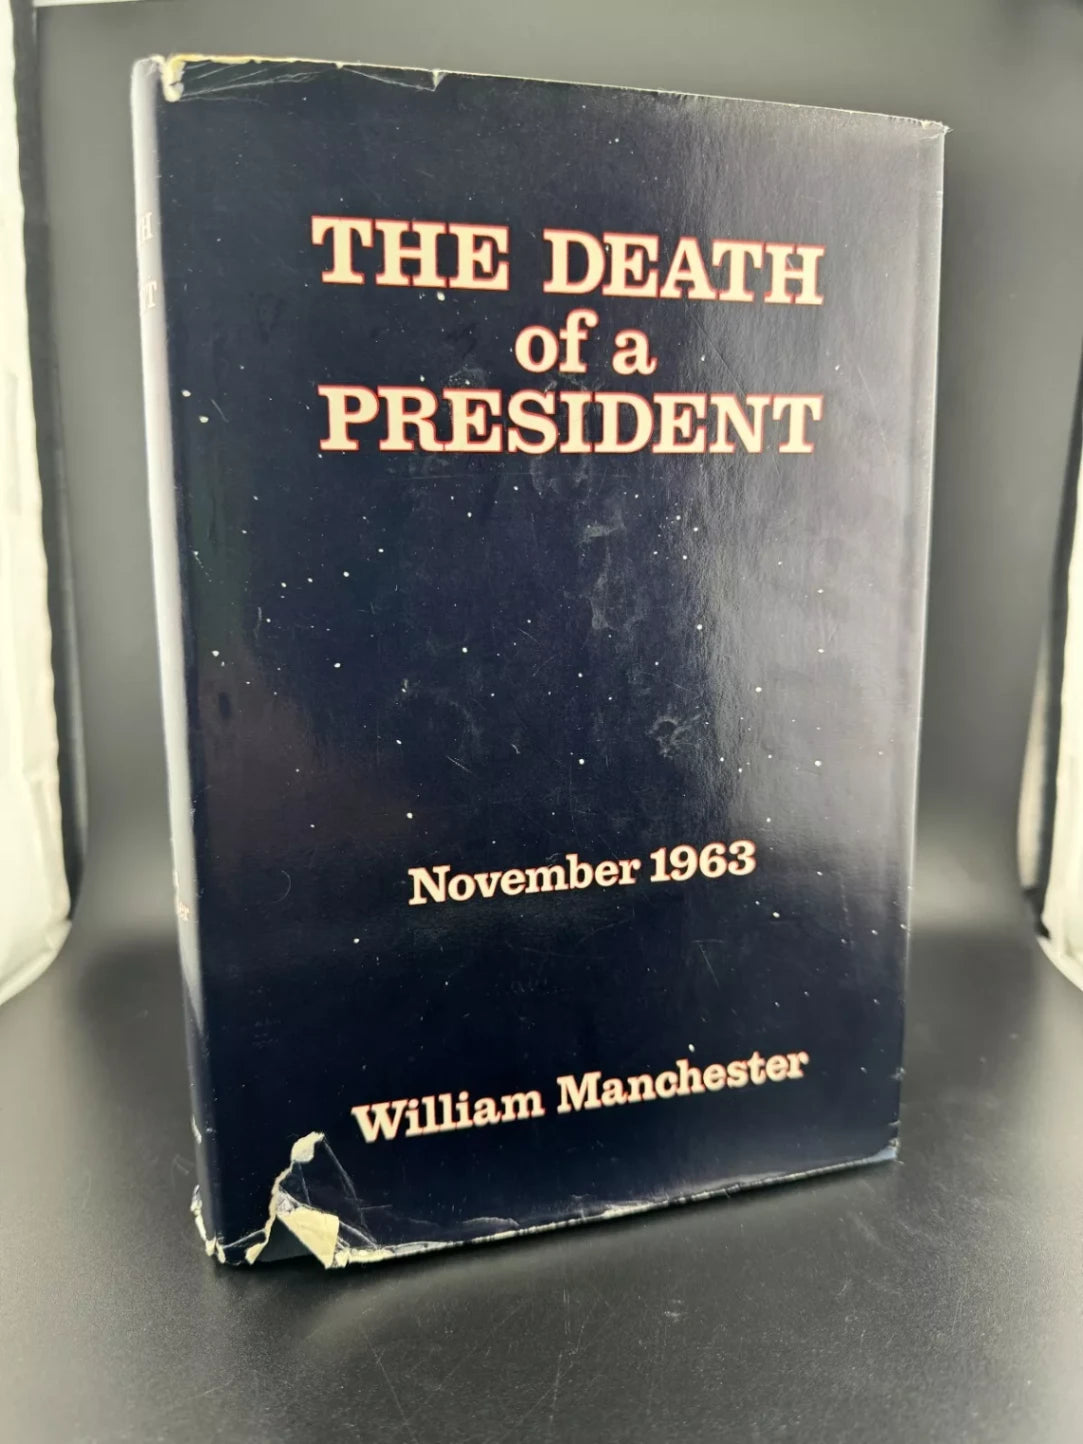 THE DEATH
of a
PRESIDENT
November 1963
William Manchester